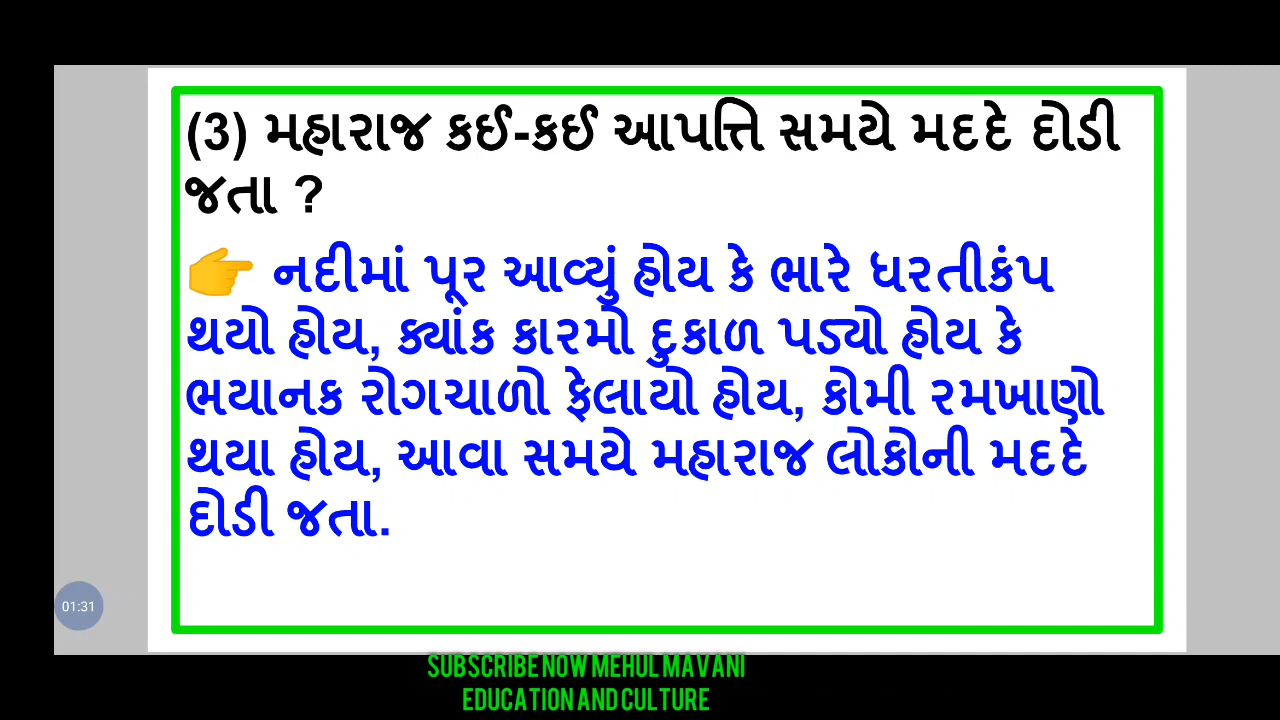 (3) મહારાજ કઈ-કઈ આપત્તિ સમયે મદદે દોડી
જતા ?
👉 નદીમાં પૂર આવ્યું હોય કે ભારે ધરતીકંપ
થયો હોય, ક્યાંક કારમો દુકાળ પડ્યો હોય કે
ભયાનક રોગચાળો ફેલાયો હોય, કોમી રમખાણો
થયા હોય, આવા સમયે મહારાજ લોકોની મદદે
દોડી જતા.
01:31
SUBSCRIBE NOW MEHUL MAVANI
EDUCATION AND CULTURE